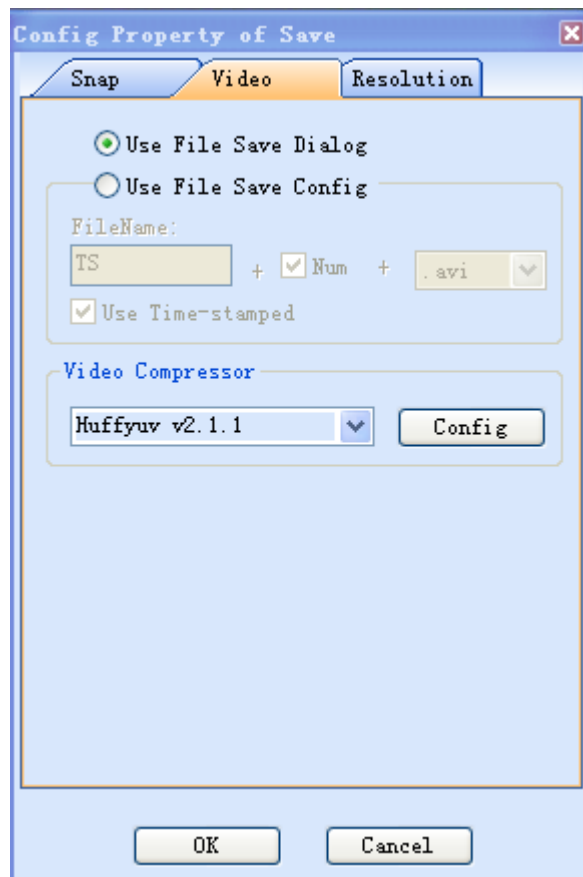 Config Property of Save
Snap Video Resolution
Use File Save Dialog
Use File Save Config
FileName:
TS + Num + .avi
Use Time-stamped
Video Compressor
Huffyuv v2.1.1 Config
OK Cancel